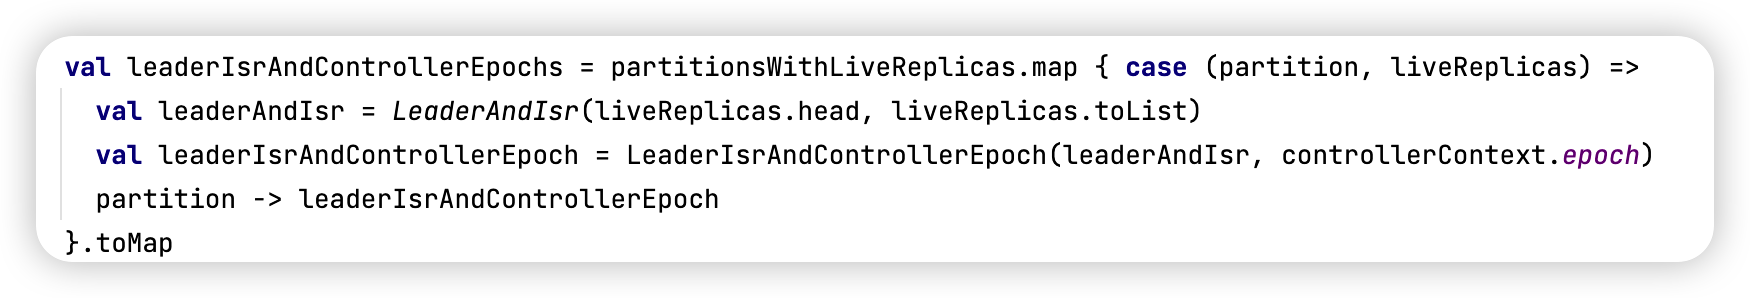 val leaderIsrAndControllerEpochs = partitionsWithLiveReplicas.map { case (partition, liveReplicas) =>
  val leaderAndIsr = LeaderAndIsr(liveReplicas.head, liveReplicas.toList)
  val leaderIsrAndControllerEpoch = LeaderIsrAndControllerEpoch(leaderAndIsr, controllerContext.epoch)
  partition -> leaderIsrAndControllerEpoch
}.toMap